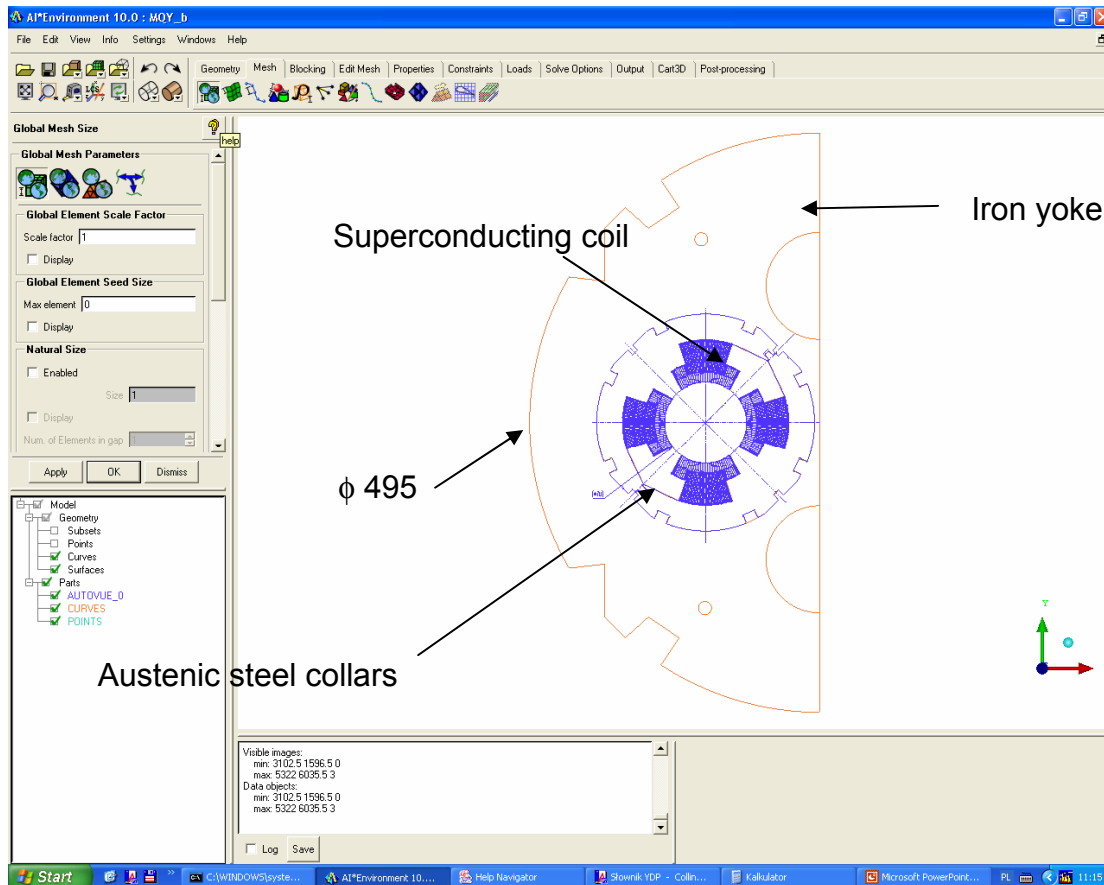 AI*Environment 10.0 : MQY_b
File Edit View Info Settings Windows Help
Geometry Mesh Blocking Edit Mesh Properties Constraints Loads Solve Options Output Cart3D Post-processing
LCS
Global Mesh Size
help
Global Mesh Parameters
Global Element Scale Factor
Scale factor 1
Display
Global Element Seed Size
Max element 0
Display
Natural Size
Enabled
Size 1
Display
Num. of Elements in gap 1
Apply OK Dismiss
Model
Geometry
Subsets
Points
Curves
Surfaces
Parts
AUTOVUE_0
CURVES
POINTS
Iron yoke
Superconducting coil
ϕ 495
Austenic steel collars
Y
Visible images:
min: 3102.5 1596.5 0
max: 5322 6035.5 3
Data objects:
min: 3102.5 1596.5 0
max: 5322 6035.5 3
Log Save
Start » C:\WINDOWS\syste... AI*Environment 10.... Help Navigator Słownik YDP - Collin... Kalkulator Microsoft PowerPoint... PL 11:15